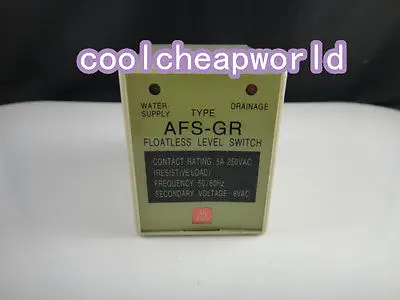 coolcheapworld
WATER-
SUPPLY
TYPE
DRAINAGE
AFS-GR
FLOATLESS LEVEL SWITCH
CONTACT RATING: 5A 250VAC
(RESISTIVE LOAD)
FREQUENCY: 50/60Hz
SECONDARY VOLTAGE: 8VAC